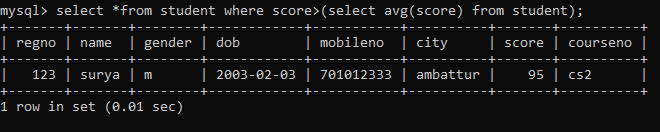 mysql> select *from student where score>(select avg(score) from student);
+-------+-------+--------+------------+-----------+----------+-------+----------+
| regno | name  | gender | dob        | mobileno  | city     | score | courseno |
+-------+-------+--------+------------+-----------+----------+-------+----------+
|   123 | surya | m      | 2003-02-03 | 701012333 | ambattur |    95 | cs2      |
+-------+-------+--------+------------+-----------+----------+-------+----------+
1 row in set (0.01 sec)